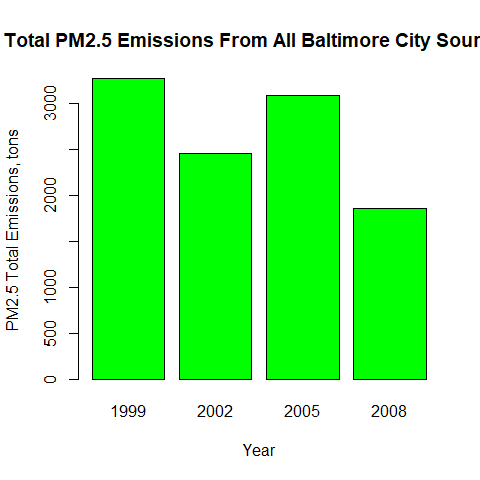 Total PM2.5 Emissions From All Baltimore City Sour
PM2.5 Total Emissions, tons
3000
2000
1000
500
0
1999 2002 2005 2008
Year